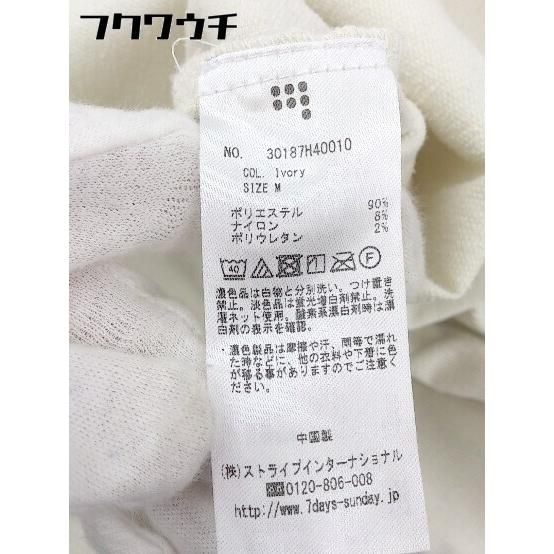 フクワウチ
NO. 30187H40010
COL. Ivory
SIZE M
ポリエステル 90%
ナイロン 8%
ポリウレタン 2%
40 F
濃色品は白物と分別洗い。つけ置き
禁止。淡色は蛍光増白剤禁止。洗
濯ネット使用。酸素系漂白剤時は漂
白剤の表示を確認。
・濃色製品は摩擦や汗、雨等で濡れ
た時などに、他の衣料や下着に色
が移る事がありますのでご注意く
ださい。
中国製
(株)ストライプインターナショナル
0120-806-008
www.7days-sunday.jp